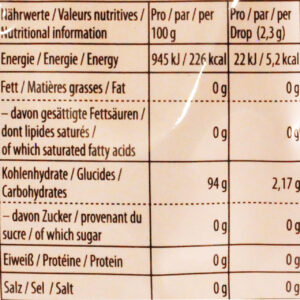 Nährwerte / Valeurs nutritives / Pro / par / per Pro / par / per
Nutritional information 100 g Drop (2,3 g)
Energie / Energie / Energy 945 kJ / 226 kcal 22 kJ / 5,2 kcal
Fett / Matières grasses / Fat 0 g 0 g
– davon gesättigte Fettsäuren /
dont lipides saturés / 0 g 0 g
of which saturated fatty acids
Kohlenhydrate / Glucides / 94 g 2,17 g
Carbohydrates
– davon Zucker / provenant du
sucre / of which sugar 0 g 0 g
Eiweiß / Protéine / Protein 0 g 0 g
Salz / Sel / Salt 0 g 0 g